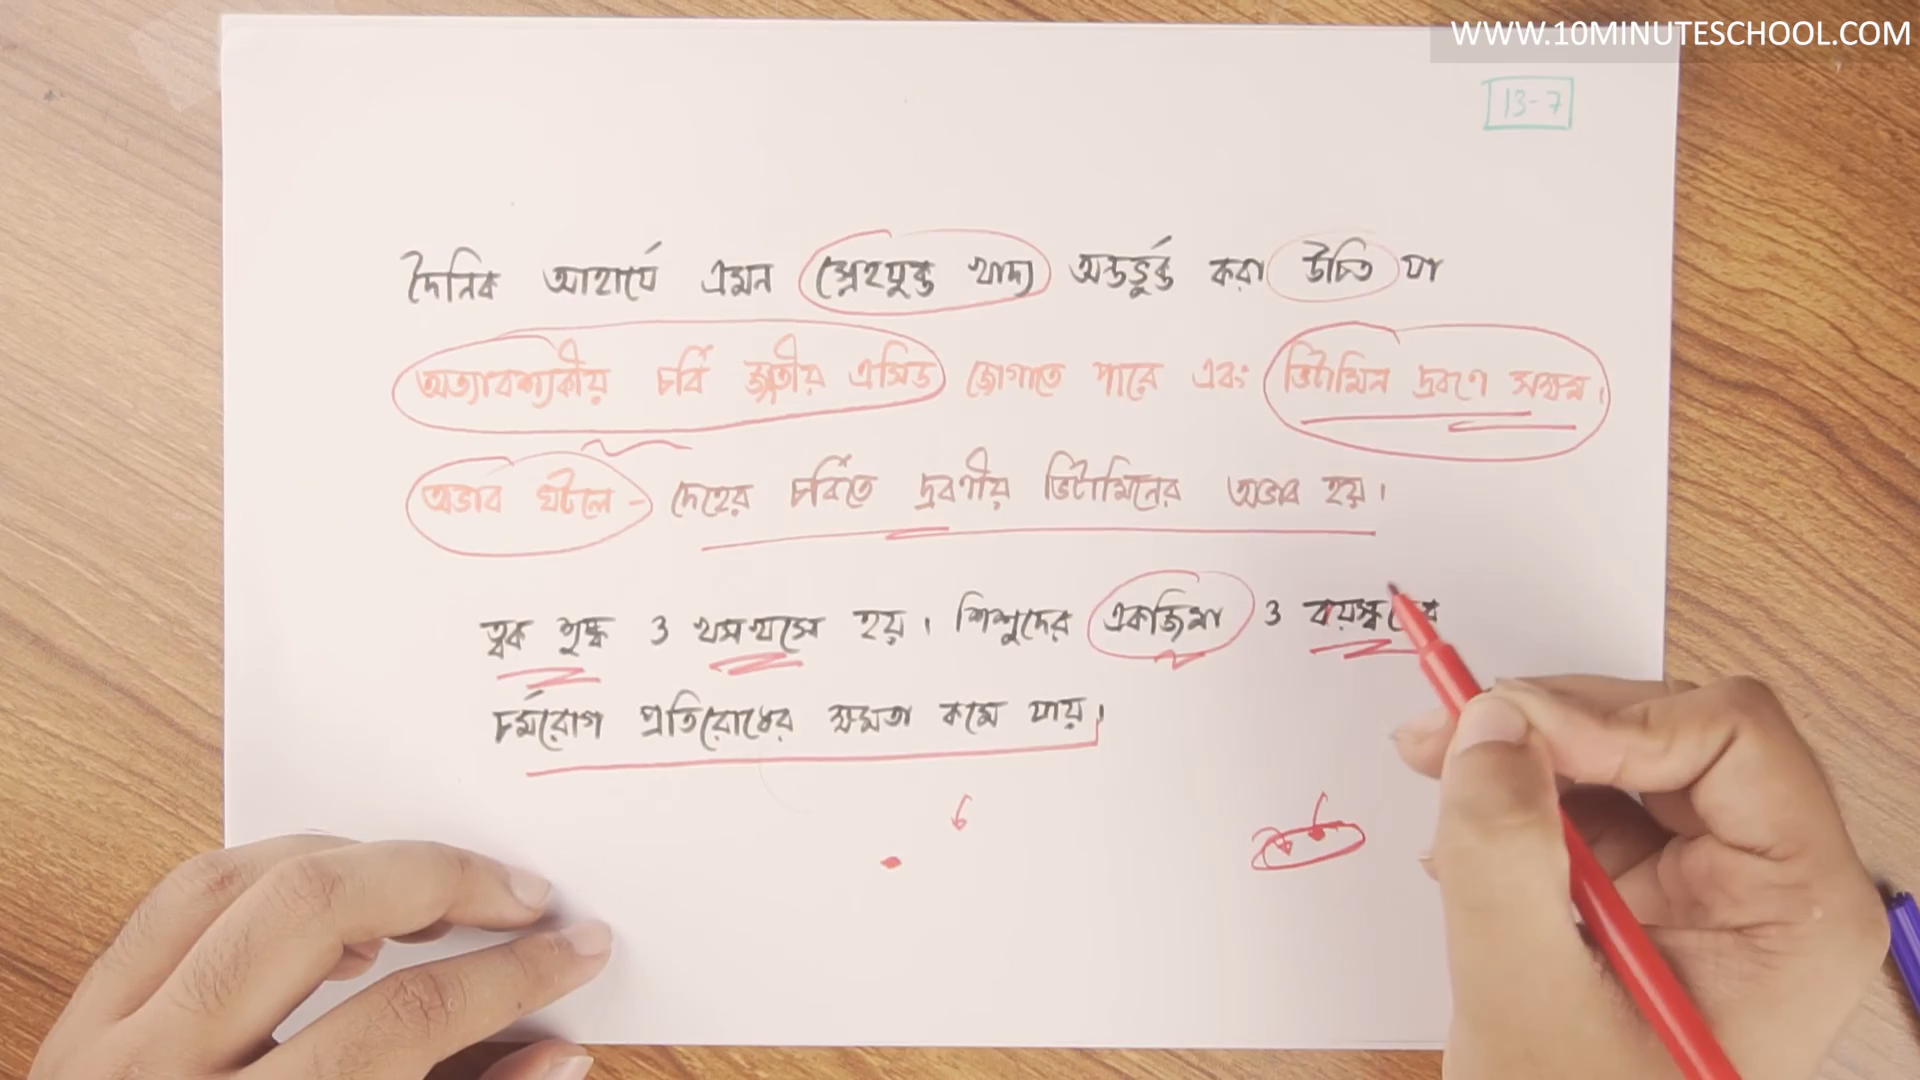 WWW.10MINUTESCHOOL.COM
13-7
দৈনিক আহার্যে এমন স্নেহযুক্ত খাদ্য অন্তর্ভুক্ত করা উচিত যা
অত্যাবশ্যকীয় চর্বি জাতীয় এসিড জোগাতে পারে এবং ভিটামিন দ্রবণে সক্ষম।
অভাব ঘটলে - দেহের চর্বিতে দ্রবণীয় ভিটামিনের অভাব হয়।
ত্বক শুষ্ক ও খসখসে হয়। শিশুদের একজিমা ও বয়স্কদের
চর্মরোগ প্রতিরোধের ক্ষমতা কমে যায়।